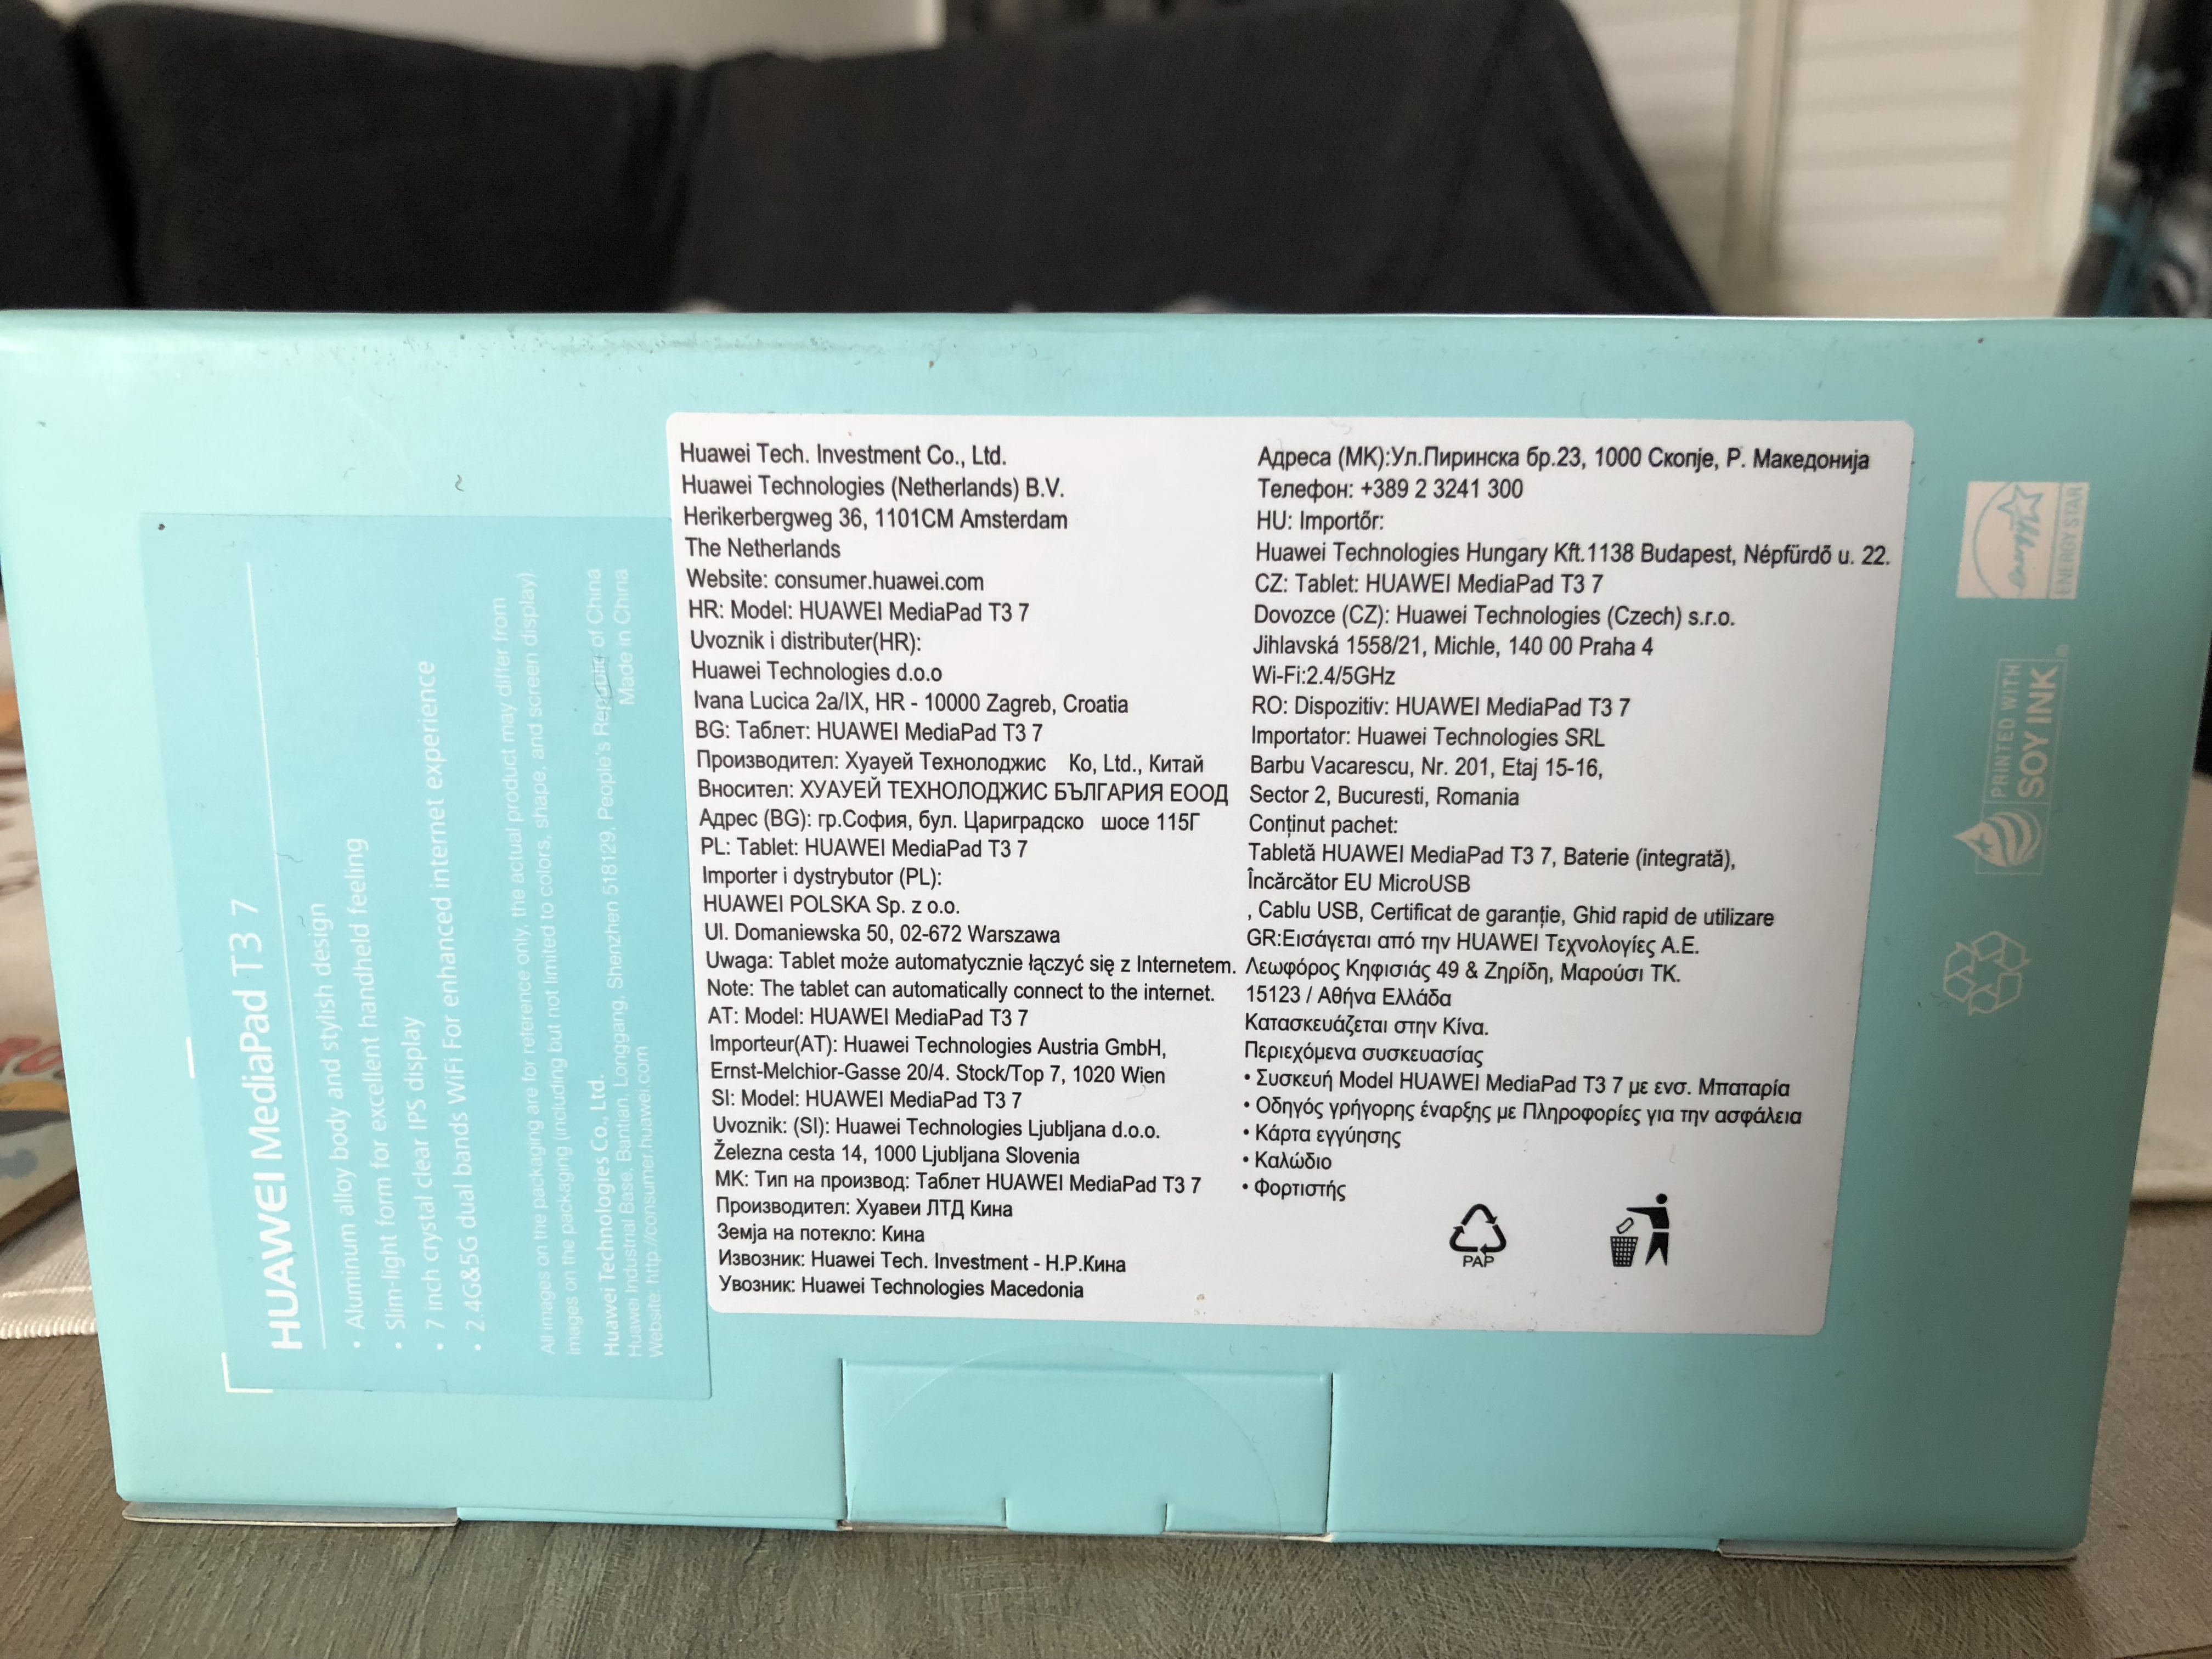 HUAWEI MediaPad T3 7
• Aluminum alloy body and stylish design
• Slim-light form for excellent handheld feeling
• 7 inch crystal clear IPS display
• 2.4G&5G dual bands WiFi For enhanced internet experience
All images on the packaging are for reference only, the actual product may differ from
images on the packaging (including but not limited to colors, shape, and screen display).
Huawei Technologies Co., Ltd.
Huawei Industrial Base, Bantian, Longgang, Shenzhen 518129, People's Republic of China
Website: http://consumer.huawei.com
Made in China
Huawei Tech. Investment Co., Ltd.
Huawei Technologies (Netherlands) B.V.
Herikerbergweg 36, 1101CM Amsterdam
The Netherlands
Website: consumer.huawei.com
HR: Model: HUAWEI MediaPad T3 7
Uvoznik i distributer(HR):
Huawei Technologies d.o.o
Ivana Lucica 2a/IX, HR - 10000 Zagreb, Croatia
BG: Таблет: HUAWEI MediaPad T3 7
Производител: Хуауей Технолоджис Ко, Ltd., Китай
Вносител: ХУАУЕЙ ТЕХНОЛОДЖИС БЪЛГАРИЯ ЕООД
Адрес (BG): гр.София, бул. Цариградско шосе 115Г
PL: Tablet: HUAWEI MediaPad T3 7
Importer i dystrybutor (PL):
HUAWEI POLSKA Sp. z o.o.
Ul. Domaniewska 50, 02-672 Warszawa
Uwaga: Tablet może automatycznie łączyć się z Internetem.
Note: The tablet can automatically connect to the internet.
AT: Model: HUAWEI MediaPad T3 7
Importeur(AT): Huawei Technologies Austria GmbH,
Ernst-Melchior-Gasse 20/4. Stock/Top 7, 1020 Wien
SI: Model: HUAWEI MediaPad T3 7
Uvoznik: (SI): Huawei Technologies Ljubljana d.o.o.
Železna cesta 14, 1000 Ljubljana Slovenia
МК: Тип на производ: Таблет HUAWEI MediaPad T3 7
Производител: Хуавеи ЛТД Кина
Земја на потекло: Кина
Извозник: Huawei Tech. Investment - Н.Р.Кина
Увозник: Huawei Technologies Macedonia
Адреса (МК):Ул.Пиринска бр.23, 1000 Скопје, Р. Македонија
Телефон: +389 2 3241 300
HU: Importőr:
Huawei Technologies Hungary Kft.1138 Budapest, Népfürdő u. 22.
CZ: Tablet: HUAWEI MediaPad T3 7
Dovozce (CZ): Huawei Technologies (Czech) s.r.o.
Jihlavská 1558/21, Michle, 140 00 Praha 4
Wi-Fi:2.4/5GHz
RO: Dispozitiv: HUAWEI MediaPad T3 7
Importator: Huawei Technologies SRL
Barbu Vacarescu, Nr. 201, Etaj 15-16,
Sector 2, Bucuresti, Romania
Conținut pachet:
Tabletă HUAWEI MediaPad T3 7, Baterie (integrată),
Încărcător EU MicroUSB
, Cablu USB, Certificat de garanție, Ghid rapid de utilizare
GR:Εισάγεται από την HUAWEI Τεχνολογίες Α.Ε.
Λεωφόρος Κηφισιάς 49 & Ζηρίδη, Μαρούσι ΤΚ.
15123 / Αθήνα Ελλάδα
Κατασκευάζεται στην Κίνα.
Περιεχόμενα συσκευασίας
• Συσκευή Model HUAWEI MediaPad T3 7 με ενσ. Μπαταρία
• Οδηγός γρήγορης έναρξης με Πληροφορίες για την ασφάλεια
• Κάρτα εγγύησης
• Καλώδιο
• Φορτιστής
PAP
energy
ENERGY STAR
PRINTED WITH
SOY INK